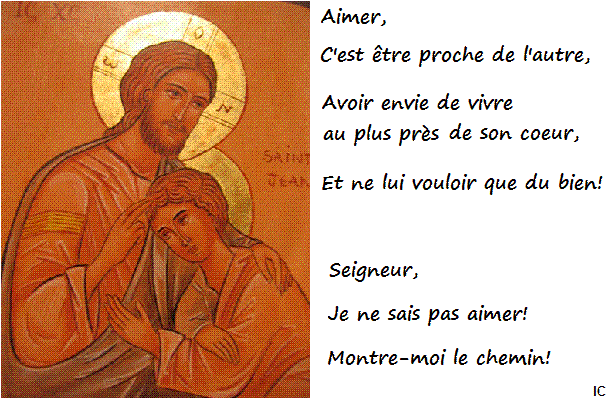 IC XC
ω Ο Ν
SAINT
JEAN
Aimer,
C'est être proche de l'autre,
Avoir envie de vivre
au plus près de son coeur,
Et ne lui vouloir que du bien!
Seigneur,
Je ne sais pas aimer!
Montre-moi le chemin!
IC